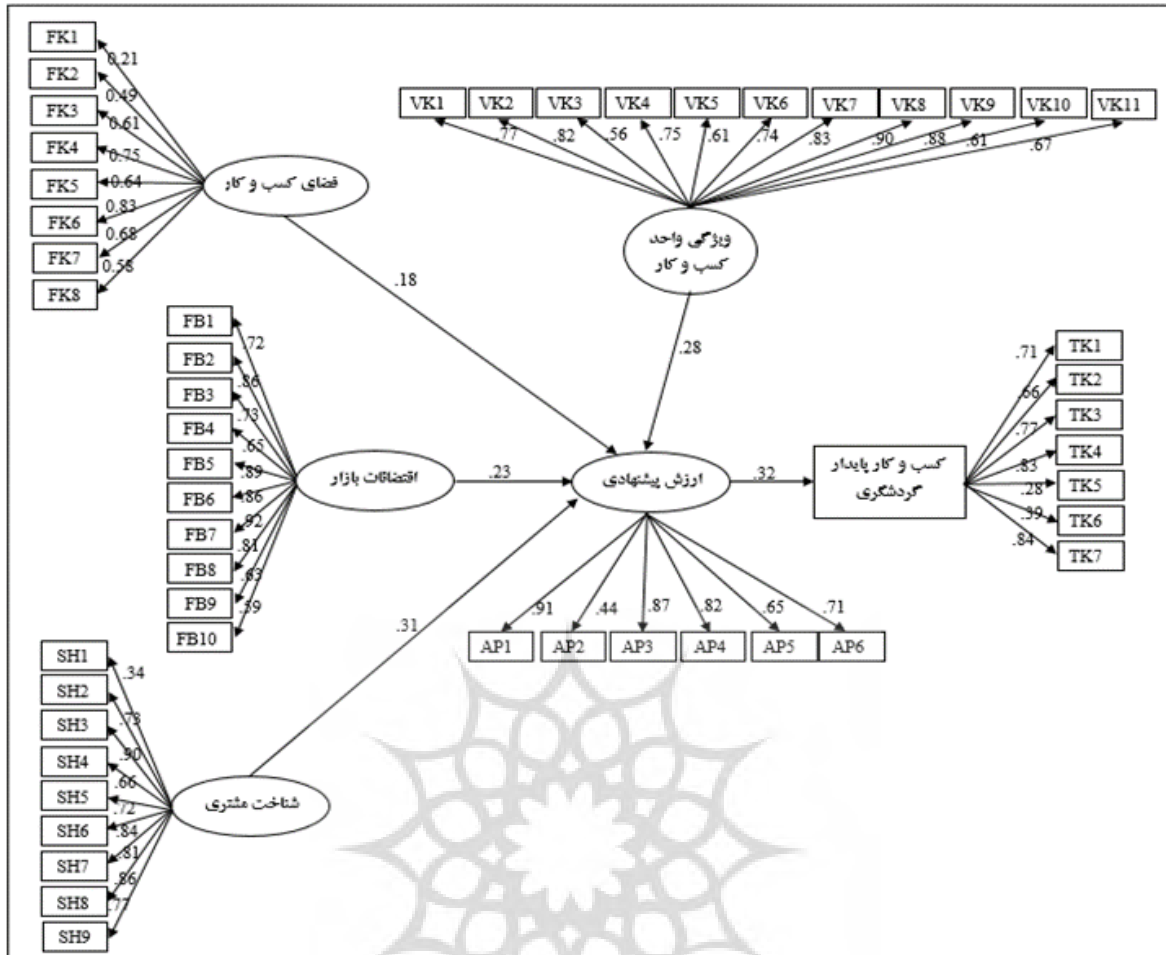 FK1
FK2
FK3
FK4
FK5
FK6
FK7
FK8
0.21
0.49
0.61
0.75
0.64
0.83
0.68
0.58
فضای کسب و کار
.18
VK1
VK2
VK3
VK4
VK5
VK6
VK7
VK8
VK9
VK10
VK11
.77
.82
.56
.75
.61
.74
.83
.90
.88
.61
.67
ویژگی واحد
کسب و کار
.28
FB1
FB2
FB3
FB4
FB5
FB6
FB7
FB8
FB9
FB10
.72
.86
.73
.65
.89
.86
.92
.81
.63
.59
اقتضائات بازار
.23
ارزش پیشنهادی
.32
کسب و کار پایدار
گردشگری
TK1
TK2
TK3
TK4
TK5
TK6
TK7
.71
.66
.77
.83
.28
.39
.84
.91
.44
.87
.82
.65
.71
AP1
AP2
AP3
AP4
AP5
AP6
SH1
SH2
SH3
SH4
SH5
SH6
SH7
SH8
SH9
.34
.73
.90
.66
.72
.84
.81
.86
.77
شناخت مشتری
.31